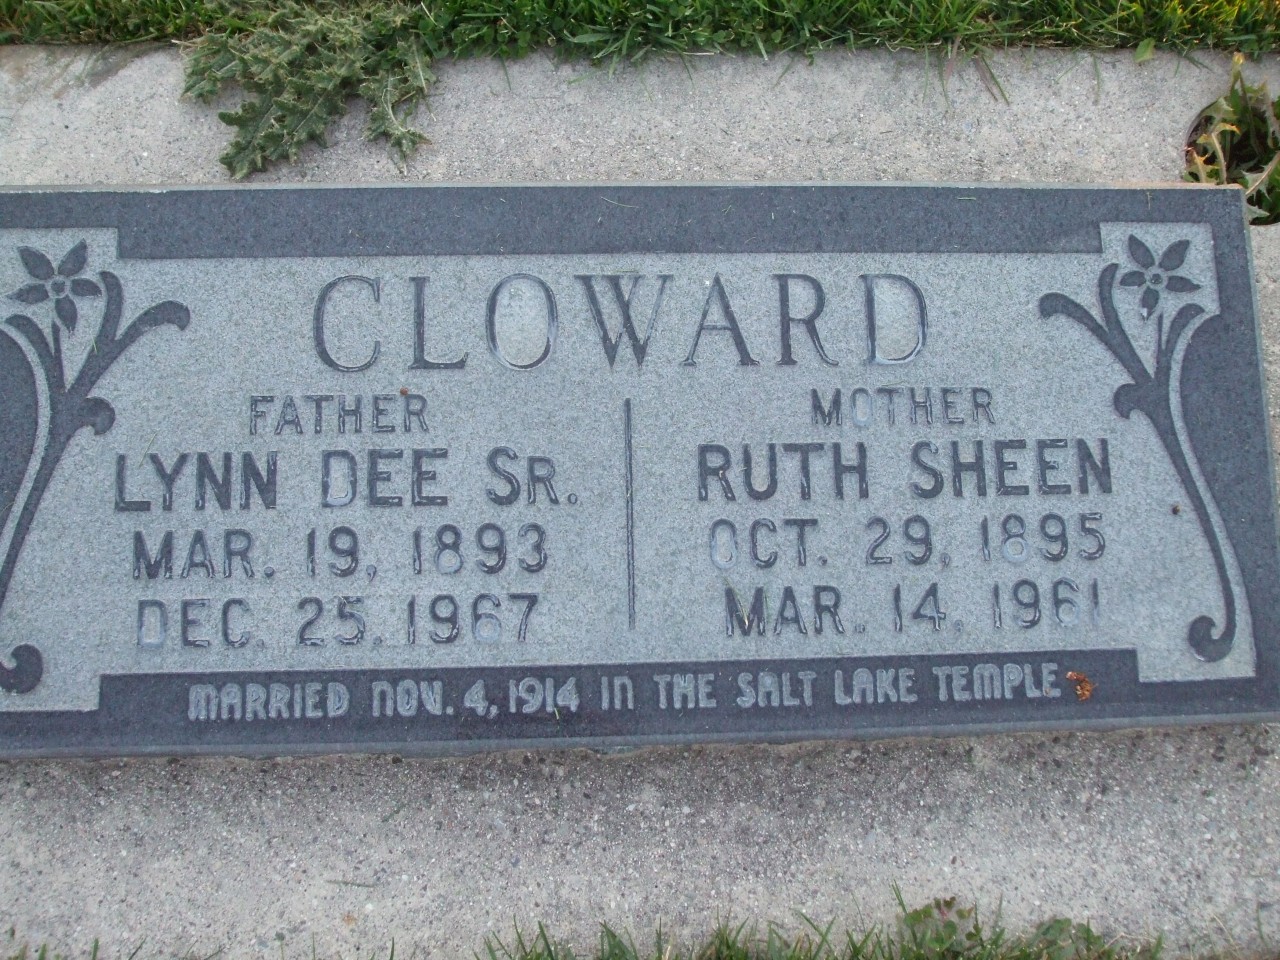 CLOWARD
FATHER
LYNN DEE SR.
MAR. 19, 1893
DEC. 25, 1967
MOTHER
RUTH SHEEN
OCT. 29, 1895
MAR. 14, 1961
MARRIED NOV. 4, 1914 IN THE SALT LAKE TEMPLE